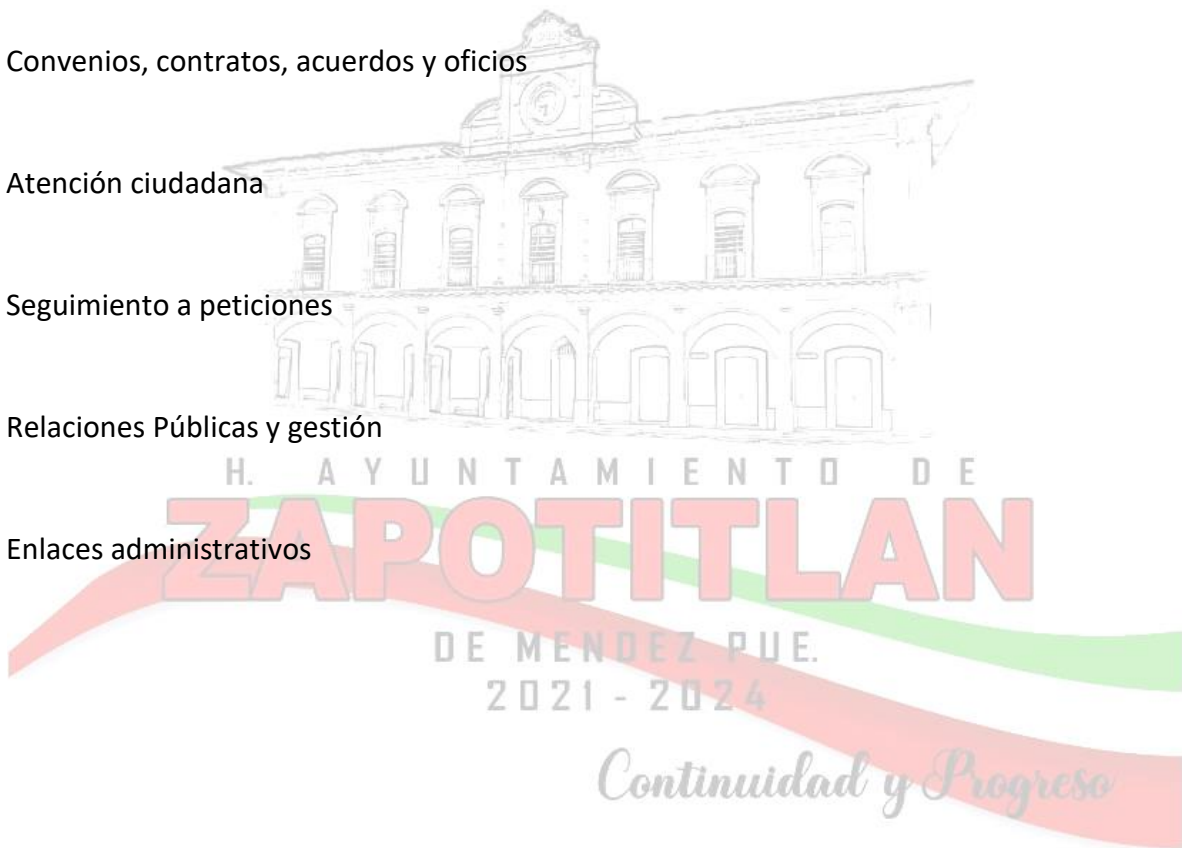 Convenios, contratos, acuerdos y oficios
Atención ciudadana
Seguimiento a peticiones
Relaciones Públicas y gestión
H. AYUNTAMIENTO DE
ZAPOTITLAN
Enlaces administrativos
DE MENDEZ PUE.
2021 - 2024
Continuidad y Progreso